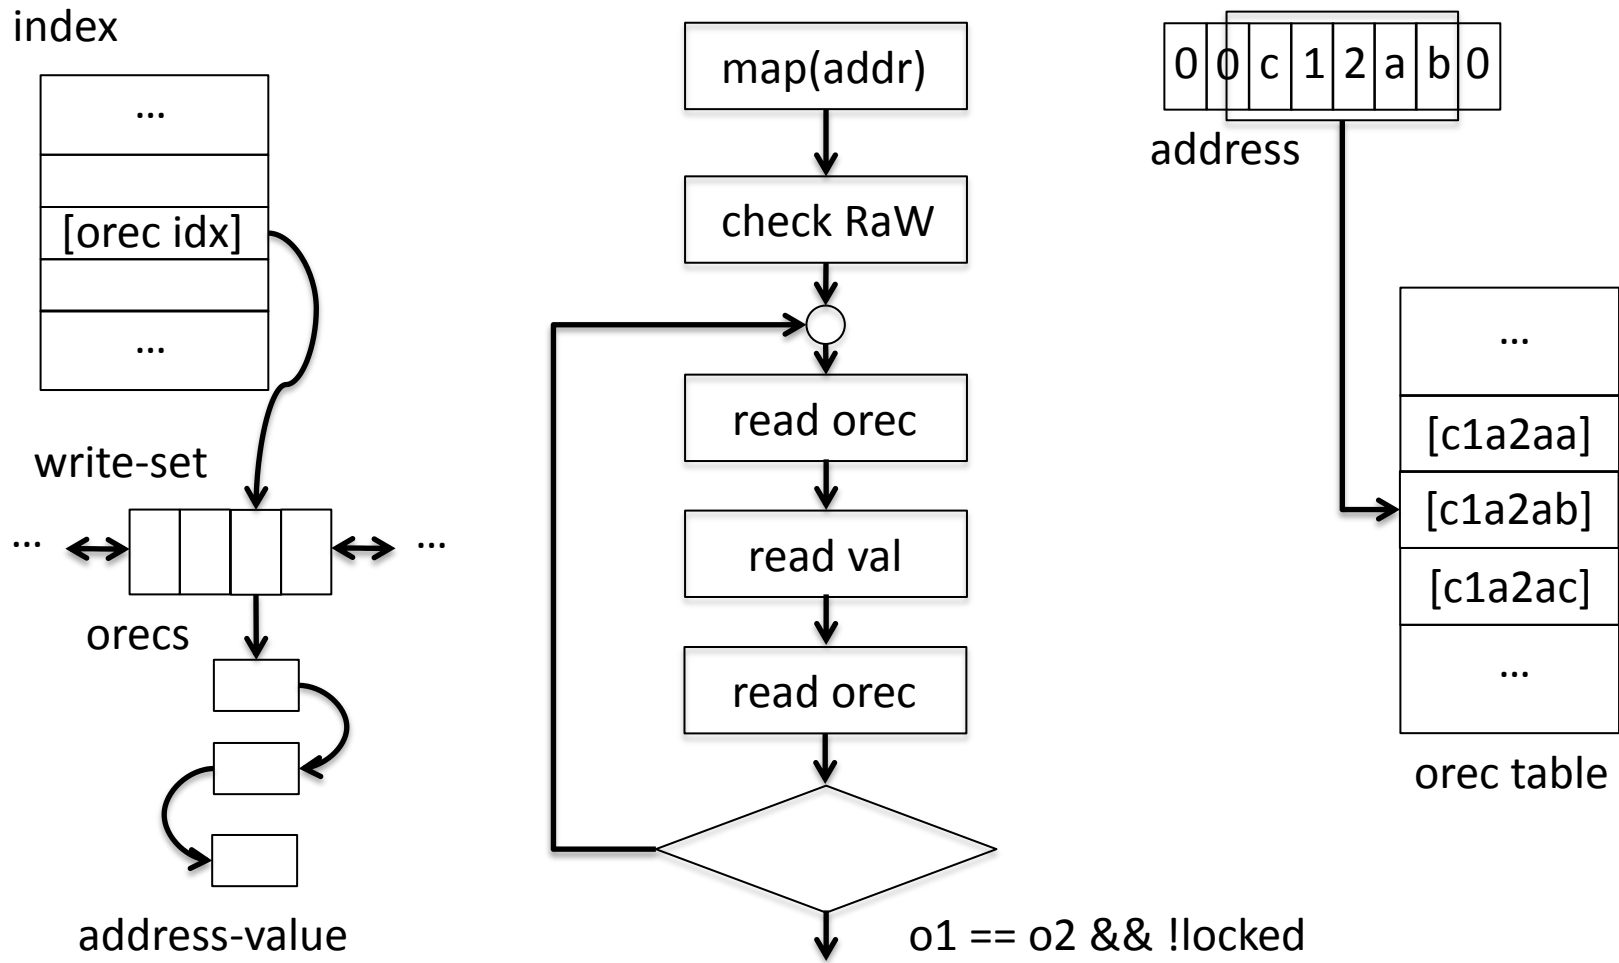 index
...
[orec idx]
...
write-set
...
...
orecs
address-value
map(addr)
check RaW
read orec
read val
read orec
o1 == o2 && !locked
0 0 c 1 2 a b 0
address
...
[c1a2aa]
[c1a2ab]
[c1a2ac]
...
orec table